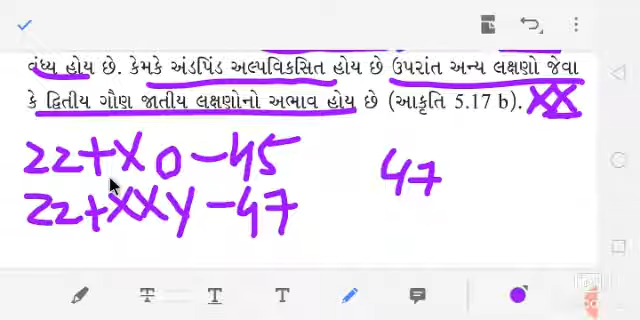 વંધ્ય હોય છે. કેમકે અંડપિંડ અલ્પવિકસિત હોય છે ઉપરાંત અન્ય લક્ષણો જેવા
કે દ્વિતીય ગૌણ જાતીય લક્ષણોનો અભાવ હોય છે (આકૃતિ 5.17 b). XX
22+XO-45
47
22+XXY-47